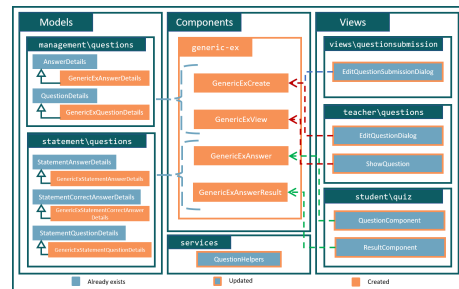 Models
management\questions
AnswerDetails
GenericExAnswerDetails
QuestionDetails
GenericExQuestionDetails
statement\questions
StatementAnswerDetails
GenericExStatementAnswerDetails
StatementCorrectAnswerDetails
GenericExStatementCorrectAnswer
Details
StatementQuestionDetails
GenericExStatementQuestionDetails
Components
generic-ex
GenericExCreate
GenericExView
GenericExAnswer
GenericExAnswerResult
services
QuestionHelpers
Views
views\questionsubmission
EditQuestionSubmissionDialog
teacher\questions
EditQuestionDialog
ShowQuestion
student\quiz
QuestionComponent
ResultComponent
Already exists
Updated
Created